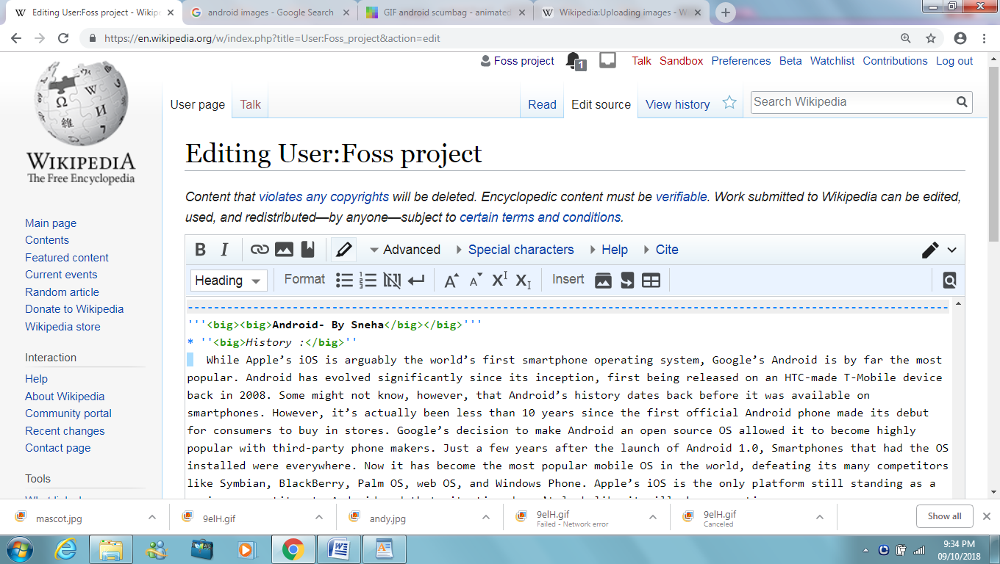 Editing User:Foss project - Wikip
android images - Google Search
GIF android scumbag - animated
Wikipedia:Uploading images - W
https://en.wikipedia.org/w/index.php?title=User:Foss_project&action=edit
Foss project 1 Talk Sandbox Preferences Beta Watchlist Contributions Log out
User page Talk Read Edit source View history Search Wikipedia
WIKIPEDIA
The Free Encyclopedia
Main page
Contents
Featured content
Current events
Random article
Donate to Wikipedia
Wikipedia store
Interaction
Help
About Wikipedia
Community portal
Recent changes
Contact page
Tools
Editing User:Foss project
Content that violates any copyrights will be deleted. Encyclopedic content must be verifiable. Work submitted to Wikipedia can be edited,
used, and redistributed—by anyone—subject to certain terms and conditions.
B I Advanced Special characters Help Cite
Heading Format Insert
'''<big><big>Android- By Sneha</big></big>'''
* ''<big>History :</big>''
While Apple’s iOS is arguably the world’s first smartphone operating system, Google’s Android is by far the most
popular. Android has evolved significantly since its inception, first being released on an HTC-made T-Mobile device
back in 2008. Some might not know, however, that Android’s history dates back before it was available on
smartphones. However, it’s actually been less than 10 years since the first official Android phone made its debut
for consumers to buy in stores. Google’s decision to make Android an open source OS allowed it to become highly
popular with third-party phone makers. Just a few years after the launch of Android 1.0, Smartphones that had the OS
installed were everywhere. Now it has become the most popular mobile OS in the world, defeating its many competitors
like Symbian, BlackBerry, Palm OS, web OS, and Windows Phone. Apple’s iOS is the only platform still standing as a
mascot.jpg
9elH.gif
andy.jpg
9elH.gif
Failed - Network error
9elH.gif
Canceled
Show all
9:34 PM
09/10/2018